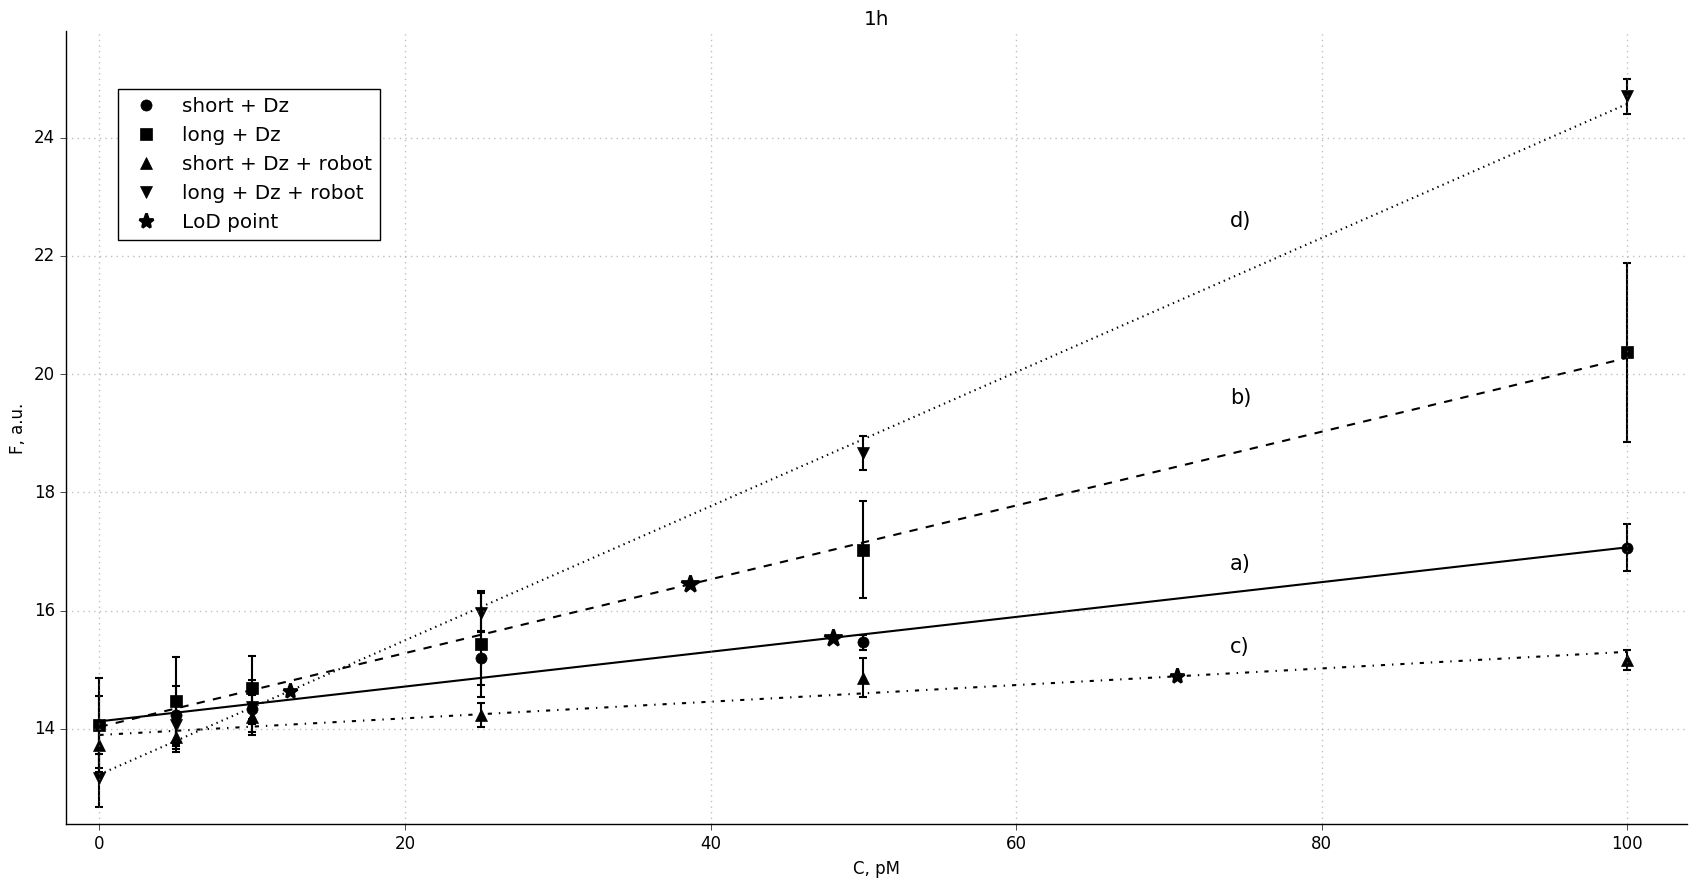 1h
short + Dz
long + Dz
short + Dz + robot
long + Dz + robot
LoD point
d)
b)
a)
c)
F, a.u.
24
22
20
18
16
14
0
20
40
60
80
100
C, pM